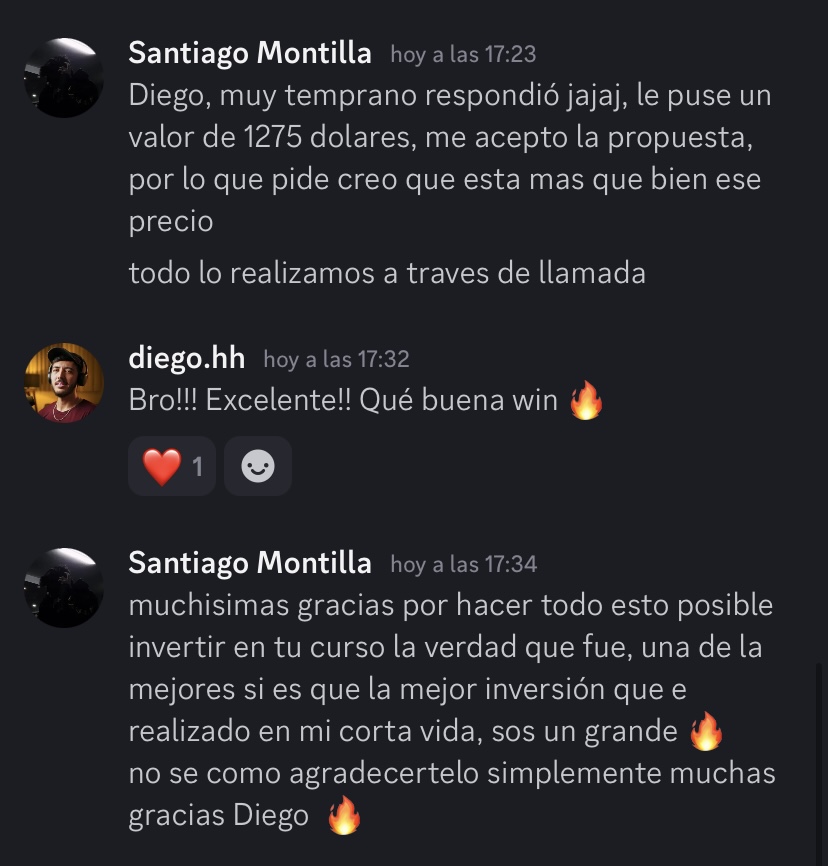 Santiago Montilla hoy a las 17:23
Diego, muy temprano respondió jajaj, le puse un
valor de 1275 dolares, me acepto la propuesta,
por lo que pide creo que esta mas que bien ese
precio
todo lo realizamos a traves de llamada
diego.hh hoy a las 17:32
Bro!!! Excelente!! Qué buena win 🔥
❤️ 1
Santiago Montilla hoy a las 17:34
muchisimas gracias por hacer todo esto posible
invertir en tu curso la verdad que fue, una de la
mejores si es que la mejor inversión que e
realizado en mi corta vida, sos un grande 🔥
no se como agradecertelo simplemente muchas
gracias Diego 🔥